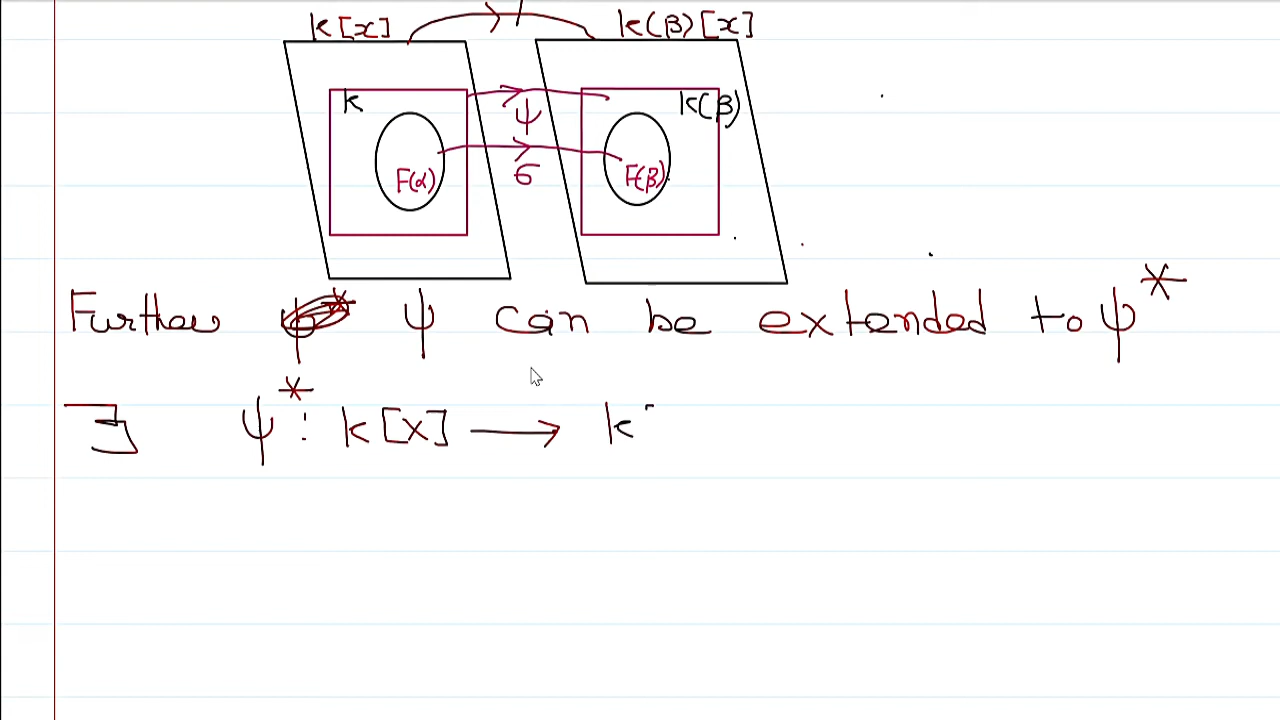 k[x] k(β)[x]
k k(β)
ψ
σ
F(α) F(β)
Further ψ can be extended to ψ*
∃ ψ* : k[x] → k